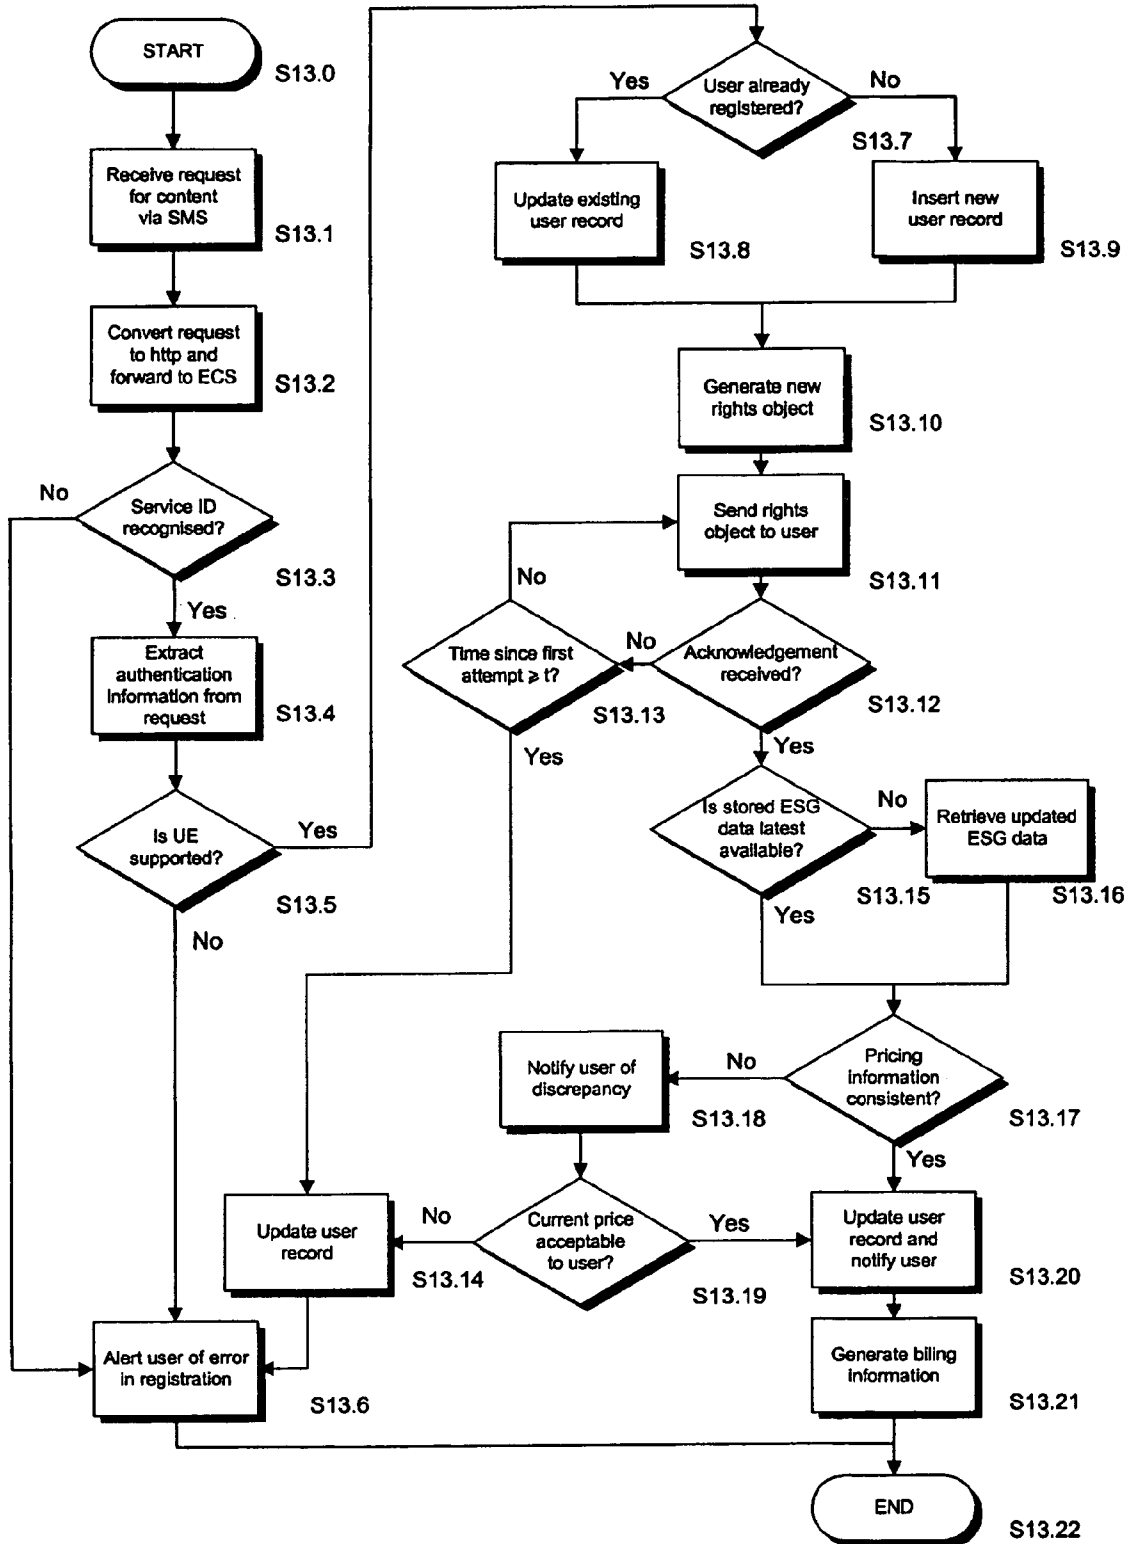 START
S13.0
Receive request
for content
via SMS
S13.1
Convert request
to http and
forward to ECS
S13.2
No
Service ID
recognised?
S13.3
Yes
Extract
authentication
Information from
request
S13.4
Is UE
supported?
Yes
S13.5
No
Alert user of error
in registration
S13.6
User already
registered?
Yes
No
S13.7
Update existing
user record
S13.8
Insert new
user record
S13.9
Generate new
rights object
S13.10
Send rights
object to user
S13.11
No
Time since first
attempt ⩾ t?
S13.13
Yes
No
Acknowledgement
received?
S13.12
Yes
Is stored ESG
data latest
available?
No
S13.15
Yes
Retrieve updated
ESG data
S13.16
Pricing
information
consistent?
No
S13.17
Yes
Notify user of
discrepancy
S13.18
Current price
acceptable
to user?
No
Yes
S13.19
Update user
record
S13.14
Update user
record and
notify user
S13.20
Generate biling
information
S13.21
END
S13.22